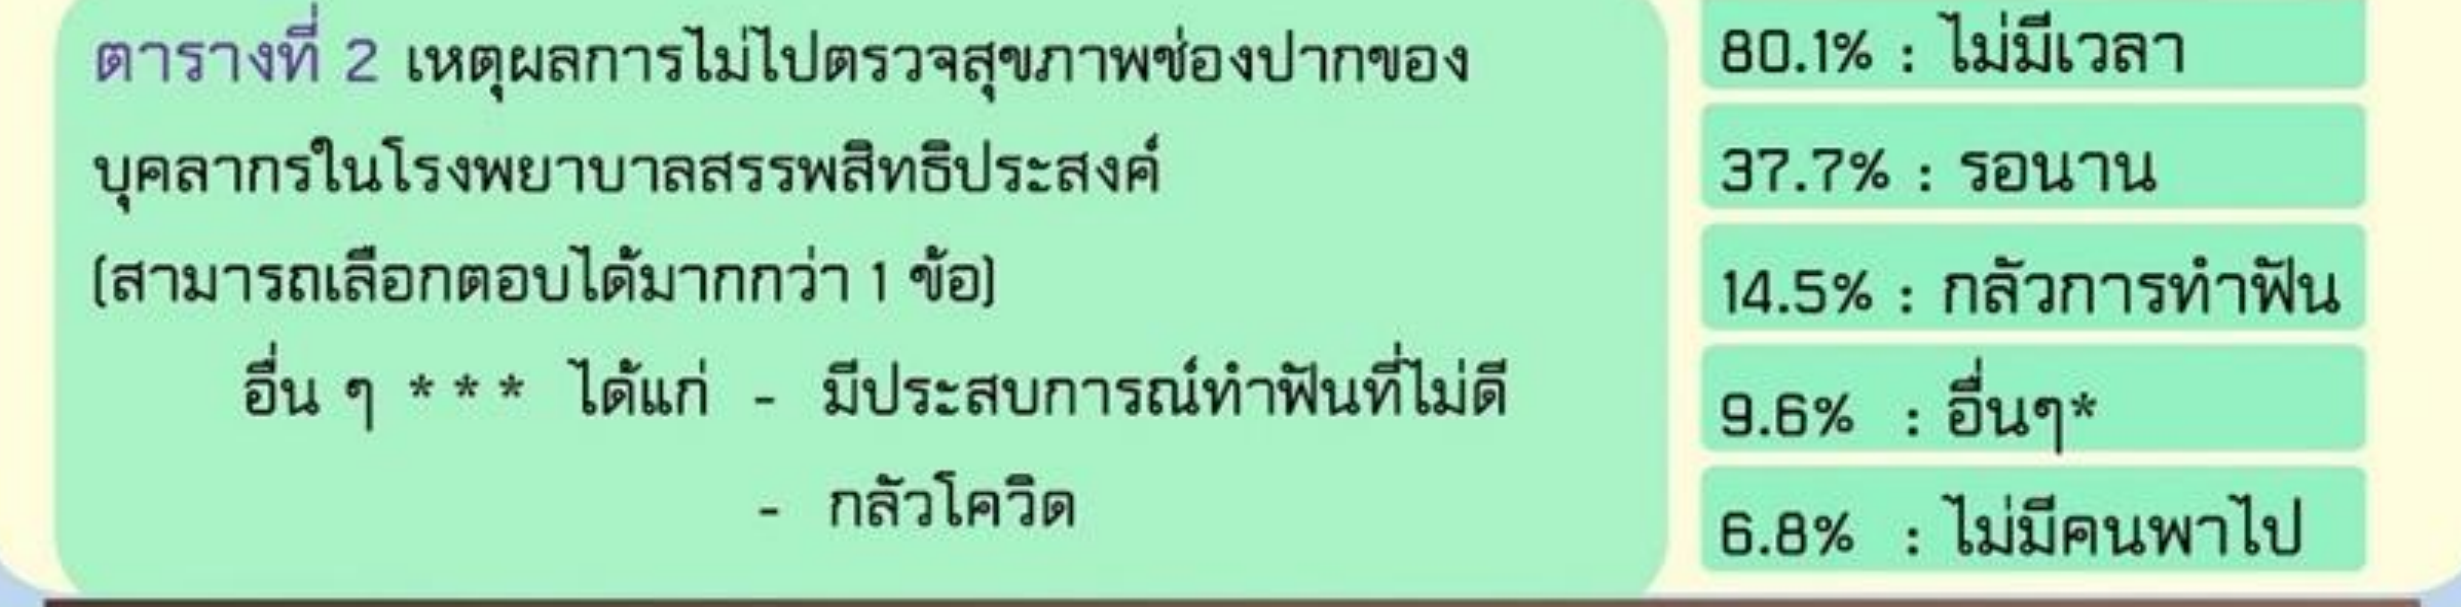 ตารางที่ 2 เหตุผลการไม่ไปตรวจสุขภาพช่องปากของ
บุคลากรในโรงพยาบาลสรรพสิทธิประสงค์
(สามารถเลือกตอบได้มากกว่า 1 ข้อ)
อื่น ๆ * * * ได้แก่ - มีประสบการณ์ทำฟันที่ไม่ดี
- กลัวโควิด
80.1% : ไม่มีเวลา
37.7% : รอนาน
14.5% : กลัวการทำฟัน
9.6% : อื่นๆ*
6.8% : ไม่มีคนพาไป